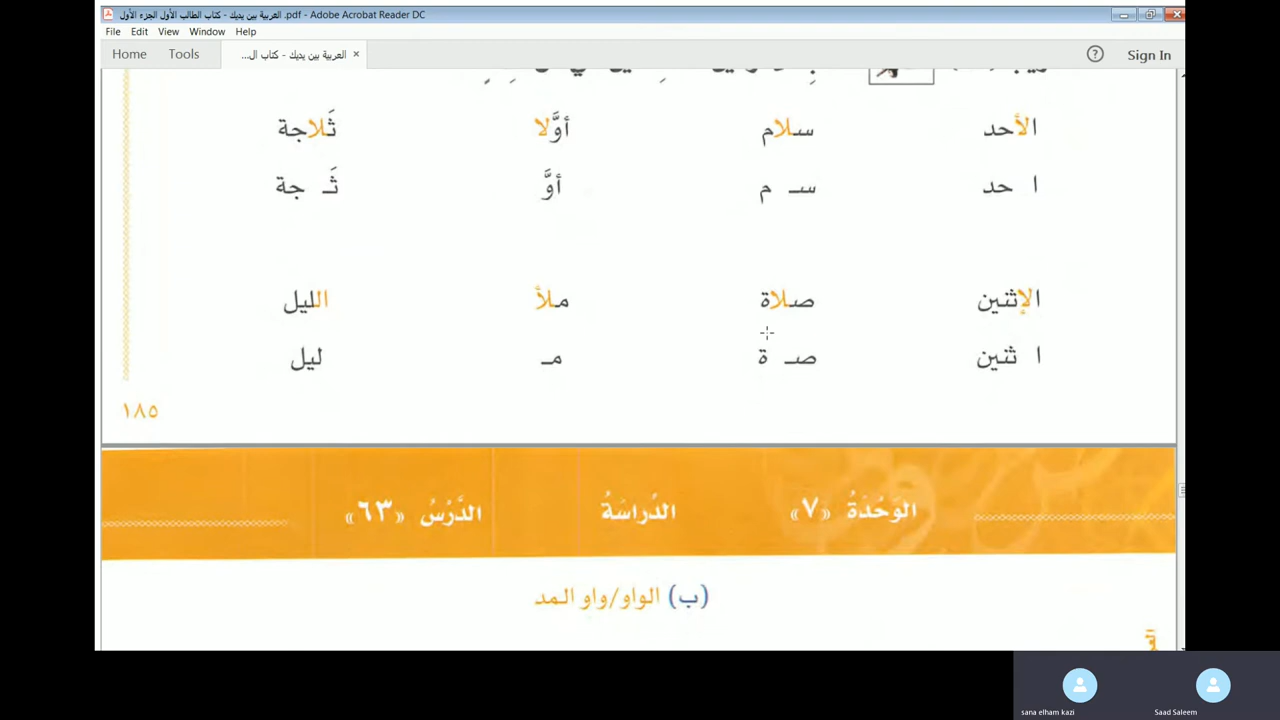 العربية بين يديك - كتاب الطالب الأول الجزء الأول .pdf - Adobe Acrobat Reader DC
File Edit View Window Help
Home Tools العربية بين يديك - كتاب ال... × Sign In
الأحد سلام أوَّلا ثَلاجة
ا حد سـ م أوَّ ثَـ جة
الإثنين صلاة ملأ الليل
ا ثنين صـ ة مـ ليل
١٨٥
الوَحْدَةُ «٧» الدِّراسَةُ الدَّرْسُ «٦٣»
(ب) الواو/واو المد
sana elham kazi
Saad Saleem